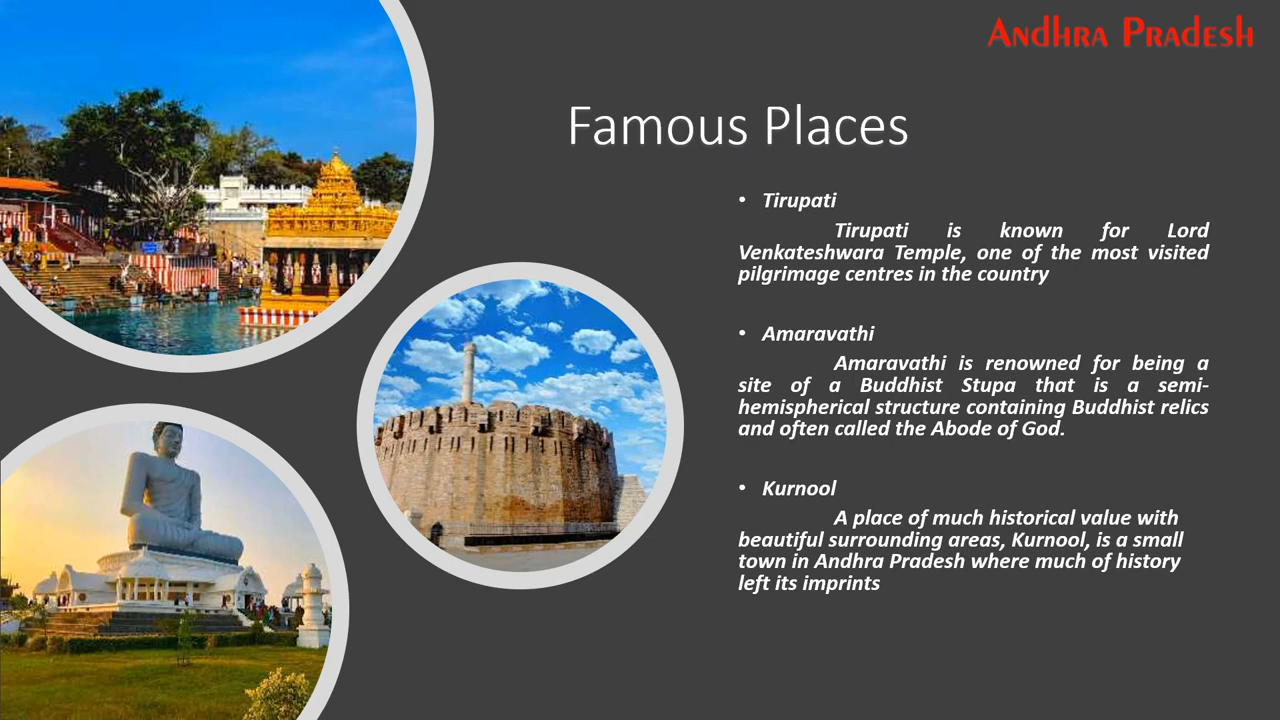 Andhra Pradesh
Famous Places
• Tirupati
Tirupati is known for Lord
Venkateshwara Temple, one of the most visited
pilgrimage centres in the country
• Amaravathi
Amaravathi is renowned for being a
site of a Buddhist Stupa that is a semi-
hemispherical structure containing Buddhist relics
and often called the Abode of God.
• Kurnool
A place of much historical value with
beautiful surrounding areas, Kurnool, is a small
town in Andhra Pradesh where much of history
left its imprints